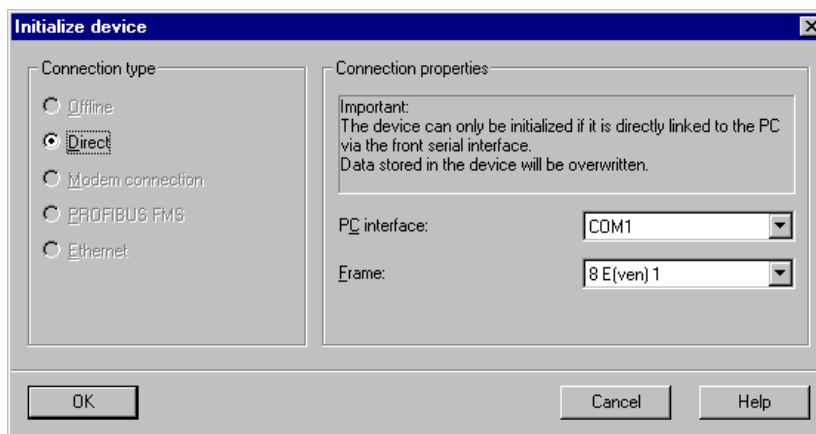 Initialize device
Connection type
Offline
Direct
Modem connection
PROFIBUS FMS
Ethernet
Connection properties
Important:
The device can only be initialized if it is directly linked to the PC
via the front serial interface.
Data stored in the device will be overwritten.
PC interface:
COM1
Frame:
8 E(ven) 1
OK
Cancel
Help